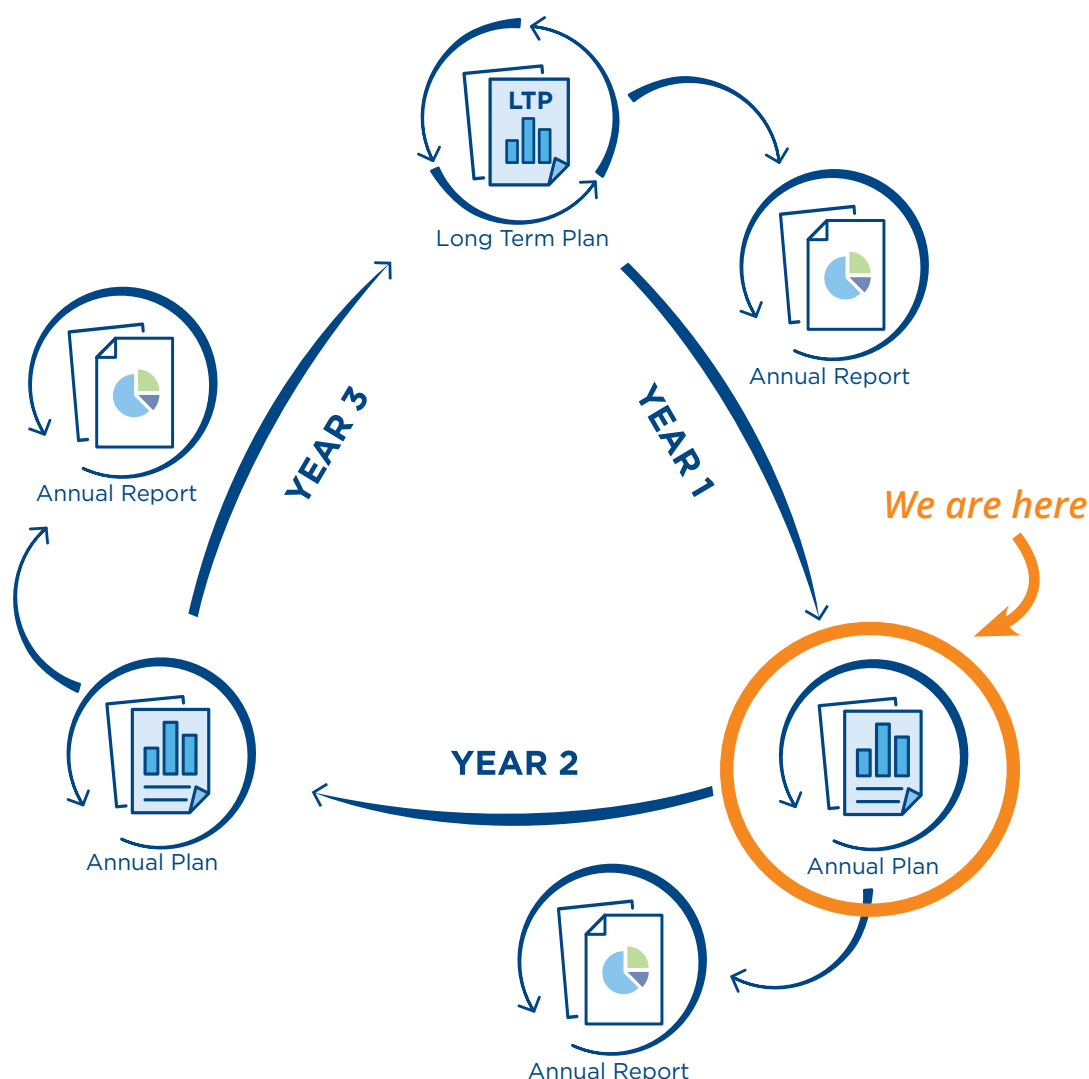 LTP
Long Term Plan
Annual Report
YEAR 1
We are here
Annual Plan
Annual Report
YEAR 2
Annual Plan
Annual Report
YEAR 3